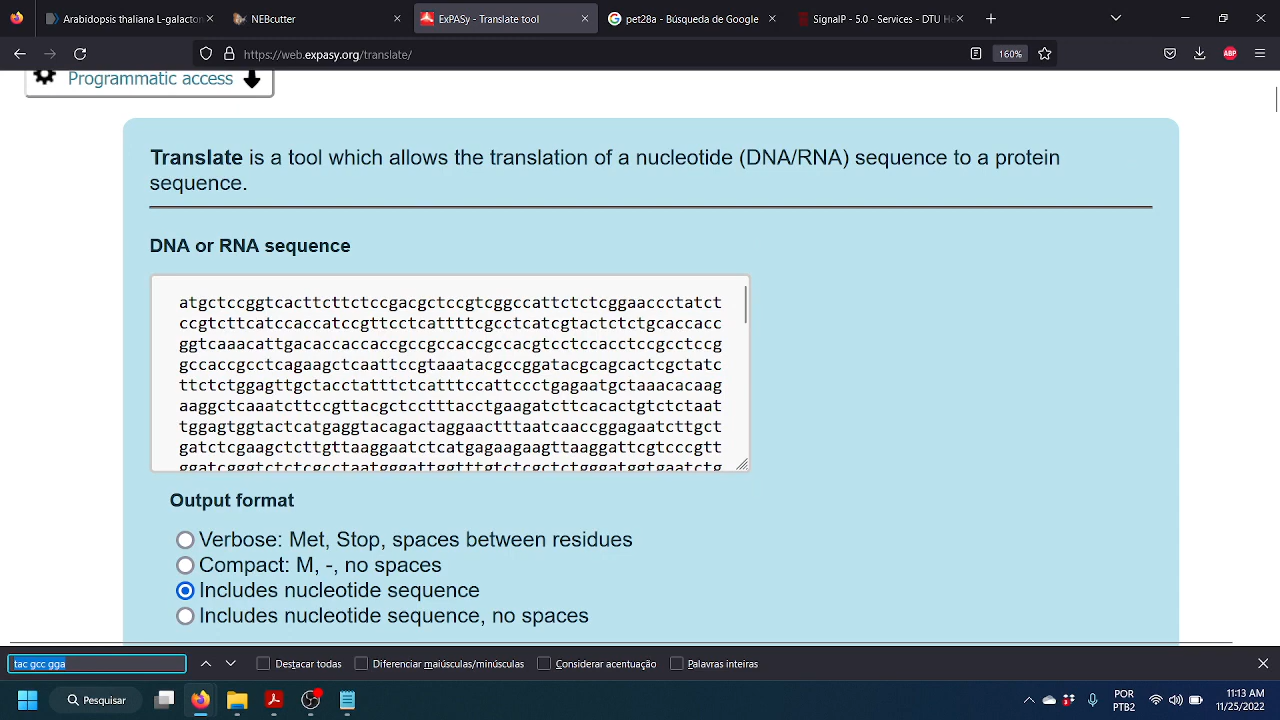 Arabidopsis thaliana L-galacton
NEBcutter
ExPASy - Translate tool
pet28a - Búsqueda de Google
SignalP - 5.0 - Services - DTU He
https://web.expasy.org/translate/
160%
ABP
Programmatic access
Translate is a tool which allows the translation of a nucleotide (DNA/RNA) sequence to a protein
sequence.
DNA or RNA sequence
atgctccggtcacttcttctccgacgctccgtcggccattctctcggaaccctatct
ccgtcttcatccaccatccgttcctcattttcgcctcatcgtactctctgcaccacc
ggtcaaacattgacaccaccaccgccgccaccgccacgtcctccacctccgcctccg
gccaccgcctcagaagctcaattccgtaaatacgccggatacgcagcactcgctatc
ttctctggagttgctacctatttctcatttccattccctgagaatgctaaacacaag
aaggctcaaatcttccgttacgctcctttacctgaagatcttcacactgtctctaat
tggagtggtactcatgaggtacagactaggaactttaatcaaccggagaatcttgct
gatctcgaagctcttgttaaggaatctcatgagaagaagttaaggattcgtcccgtt
ggatcgggtctctcgcctaatgggattggtttgtctcgctctgggatggtgaatctg
Output format
Verbose: Met, Stop, spaces between residues
Compact: M, -, no spaces
Includes nucleotide sequence
Includes nucleotide sequence, no spaces
tac gcc gga
Destacar todas
Diferenciar maiúsculas/minúsculas
Considerar acentuação
Palavras inteiras
Pesquisar
POR
PTB2
11:13 AM
11/25/2022